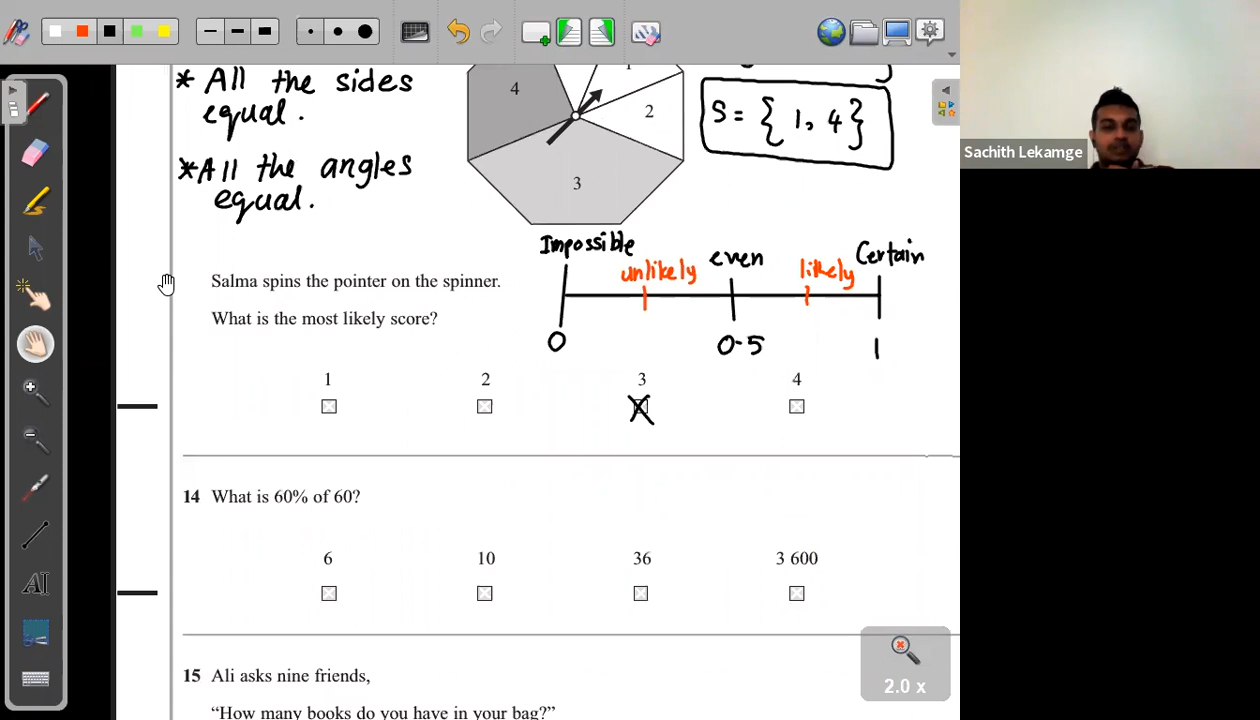 * All the sides
equal.
*All the angles
equal.
4
1
2
3
S = { 1, 4 }
Impossible
unlikely
even
likely
Certain
0
0.5
1
Salma spins the pointer on the spinner.
What is the most likely score?
1 2 3 4
14 What is 60% of 60?
6 10 36 3 600
15 Ali asks nine friends,
“How many books do you have in your bag?”
2.0 x
Sachith Lekamge